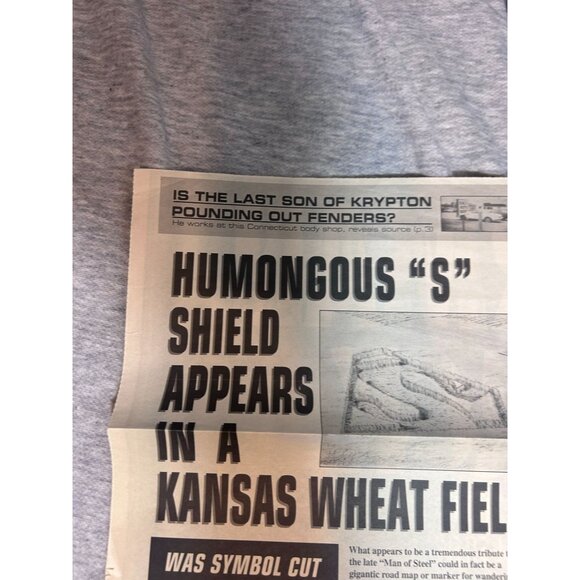 IS THE LAST SON OF KRYPTON
POUNDING OUT FENDERS?
He works at this Connecticut body shop, reveals source (p.3)
HUMONGOUS "S"
SHIELD
APPEARS
IN A
KANSAS WHEAT FIEL
WAS SYMBOL CUT
What appears to be a tremendous tribute t
the late "Man of Steel" could in fact be a
gigantic road map or marker for wanderi